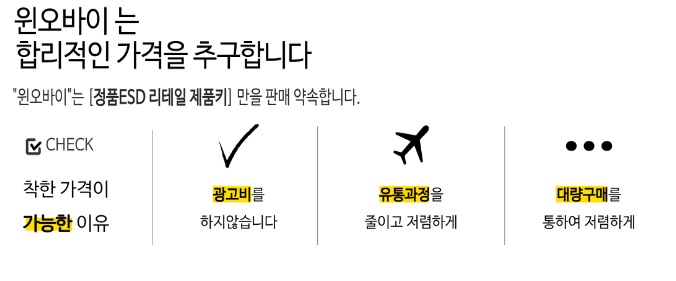 윈오바이 는
합리적인 가격을 추구합니다
"윈오바이"는 [정품ESD 리테일 제품키] 만을 판매 약속합니다.
CHECK
착한 가격이
가능한 이유
광고비를
하지않습니다
유통과정을
줄이고 저렴하게
대량구매를
통하여 저렴하게